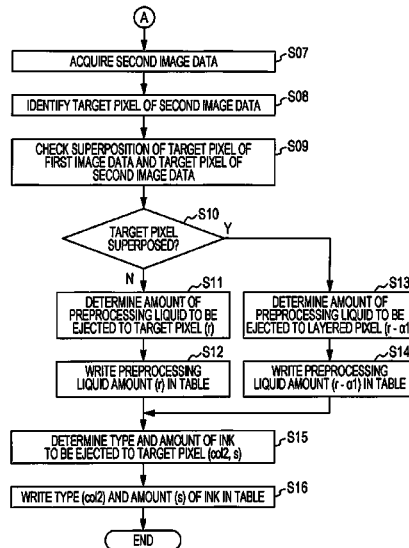 A
S07
ACQUIRE SECOND IMAGE DATA
S08
IDENTIFY TARGET PIXEL OF SECOND IMAGE DATA
S09
CHECK SUPERPOSITION OF TARGET PIXEL OF
FIRST IMAGE DATA AND TARGET PIXEL OF
SECOND IMAGE DATA
S10
TARGET PIXEL
SUPERPOSED?
Y
N
S11
DETERMINE AMOUNT OF
PREPROCESSING LIQUID TO BE
EJECTED TO TARGET PIXEL (r)
S13
DETERMINE AMOUNT OF
PREPROCESSING LIQUID TO BE
EJECTED TO LAYERED PIXEL (r - α1)
S12
WRITE PREPROCESSING
LIQUID AMOUNT (r) IN TABLE
S14
WRITE PREPROCESSING
LIQUID AMOUNT (r - α1) IN TABLE
S15
DETERMINE TYPE AND AMOUNT OF INK
TO BE EJECTED TO TARGET PIXEL (col2, s)
S16
WRITE TYPE (col2) AND AMOUNT (s) OF INK IN TABLE
END